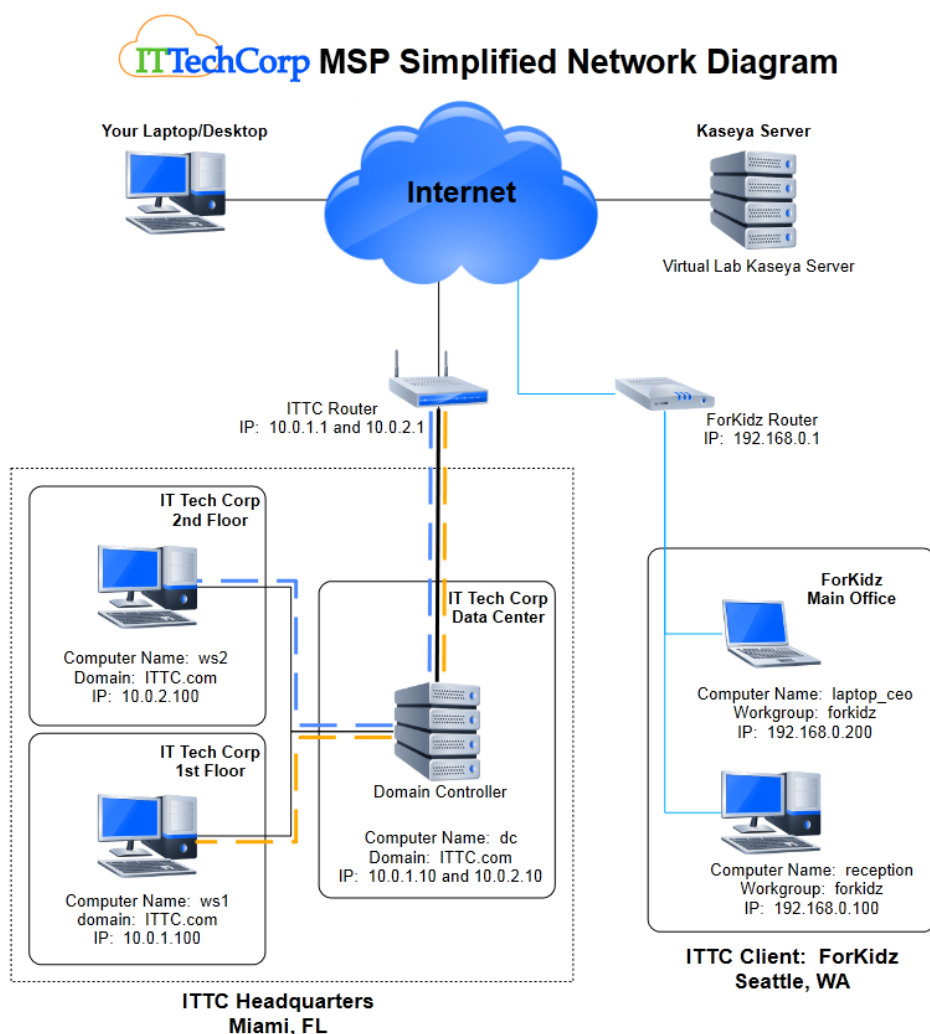 ITTechCorp MSP Simplified Network Diagram
Your Laptop/Desktop
Kaseya Server
Internet
Virtual Lab Kaseya Server
ITTC Router
IP: 10.0.1.1 and 10.0.2.1
ForKidz Router
IP: 192.168.0.1
IT Tech Corp
2nd Floor
Computer Name: ws2
Domain: ITTC.com
IP: 10.0.2.100
IT Tech Corp
1st Floor
Computer Name: ws1
domain: ITTC.com
IP: 10.0.1.100
IT Tech Corp
Data Center
Domain Controller
Computer Name: dc
Domain: ITTC.com
IP: 10.0.1.10 and 10.0.2.10
ITTC Headquarters
Miami, FL
ForKidz
Main Office
Computer Name: laptop_ceo
Workgroup: forkidz
IP: 192.168.0.200
Computer Name: reception
Workgroup: forkidz
IP: 192.168.0.100
ITTC Client: ForKidz
Seattle, WA